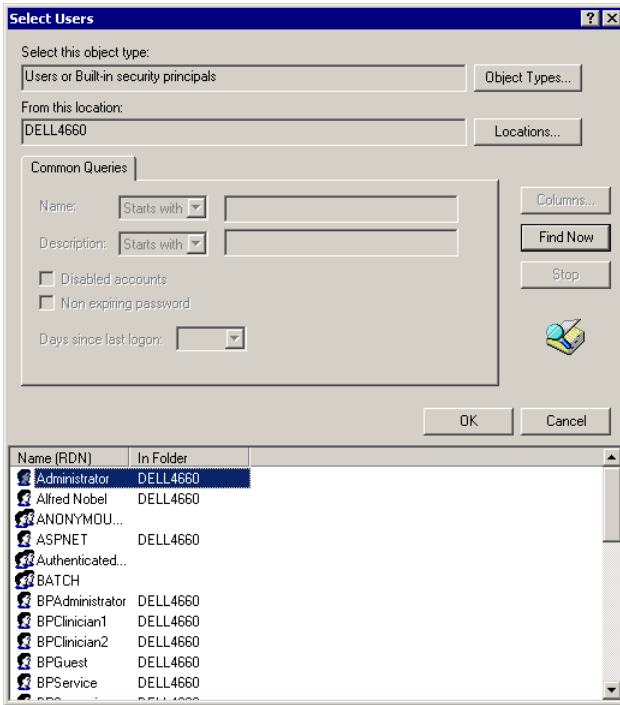 Select Users
Select this object type:
Users or Built-in security principals
Object Types...
From this location:
DELL4660
Locations...
Common Queries
Name:
Starts with
Columns...
Description:
Starts with
Find Now
Disabled accounts
Stop
Non expiring password
Days since last logon:
OK
Cancel
Name (RDN) In Folder
Administrator DELL4660
Alfred Nobel DELL4660
ANONYMOU...
ASPNET DELL4660
Authenticated...
BATCH
BPAdministrator DELL4660
BPClinician1 DELL4660
BPClinician2 DELL4660
BPGuest DELL4660
BPService DELL4660